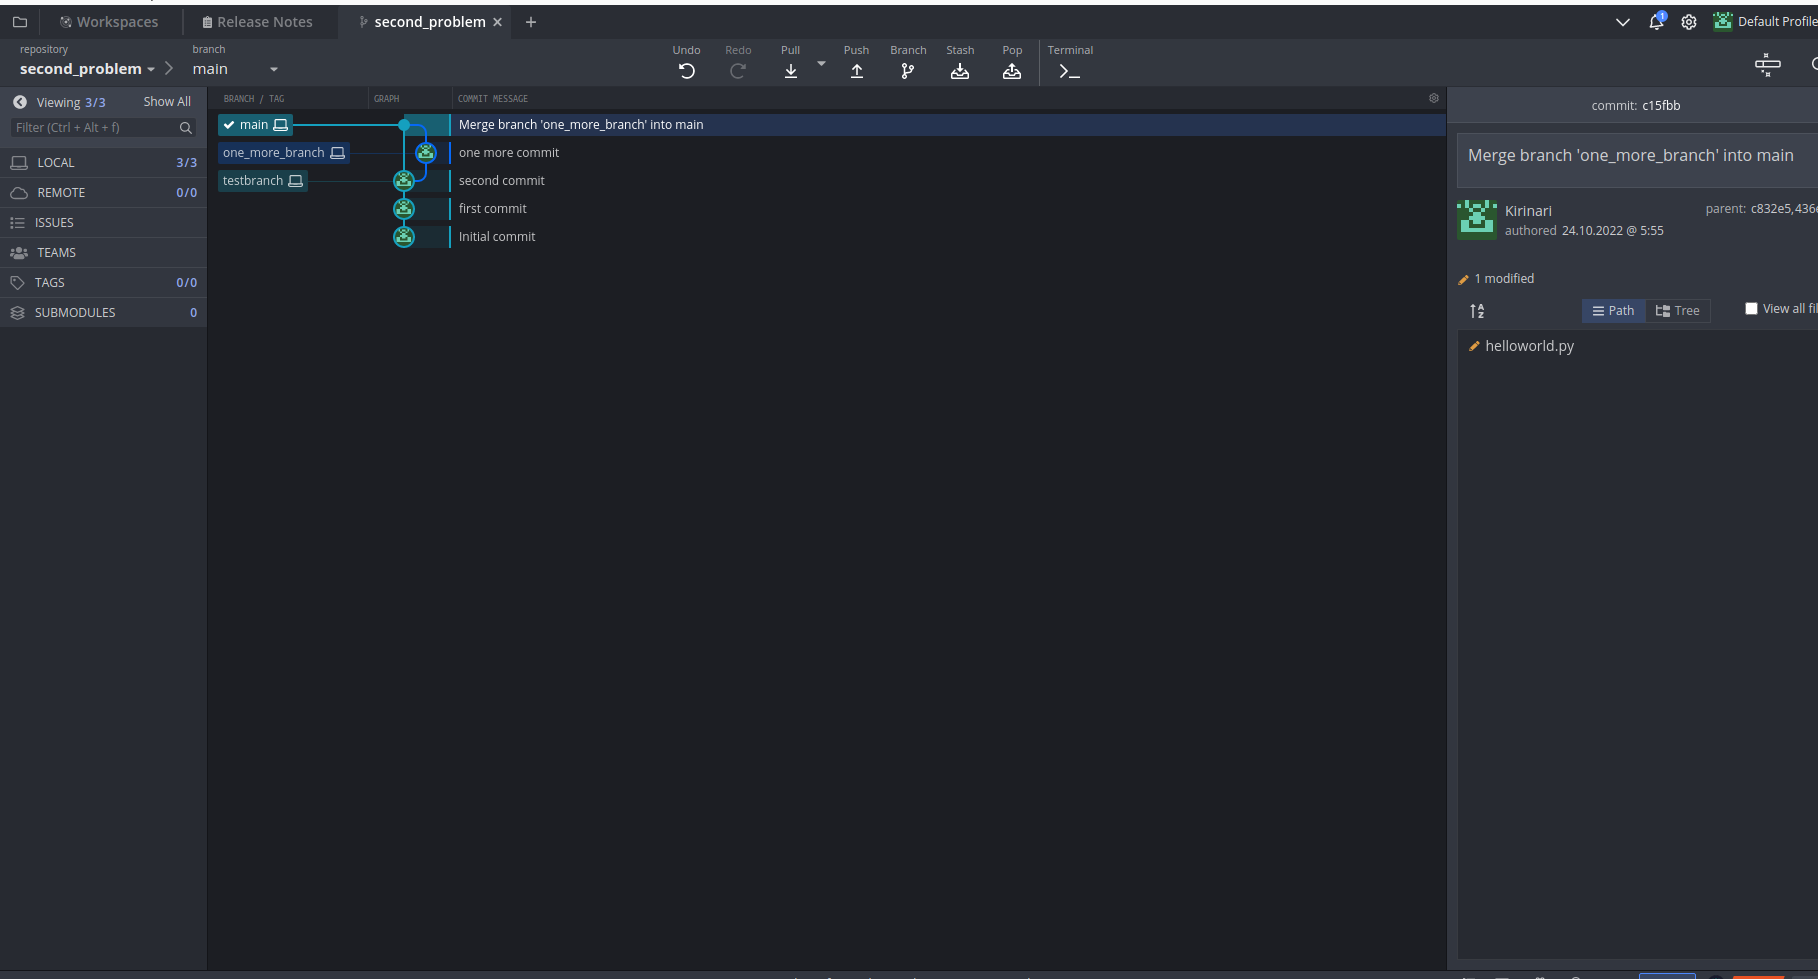 Workspaces
Release Notes
second_problem
1
Default Profile
repository
second_problem
branch
main
Undo
Redo
Pull
Push
Branch
Stash
Pop
Terminal
Viewing 3/3
Show All
Filter (Ctrl + Alt + f)
LOCAL 3/3
REMOTE 0/0
ISSUES
TEAMS
TAGS 0/0
SUBMODULES 0
BRANCH / TAG
GRAPH
COMMIT MESSAGE
main
Merge branch 'one_more_branch' into main
one_more_branch
one more commit
testbranch
second commit
first commit
Initial commit
commit: c15fbb
Merge branch 'one_more_branch' into main
Kirinari
authored 24.10.2022 @ 5:55
parent: c832e5,436
1 modified
A
Z
Path
Tree
View all fil
helloworld.py